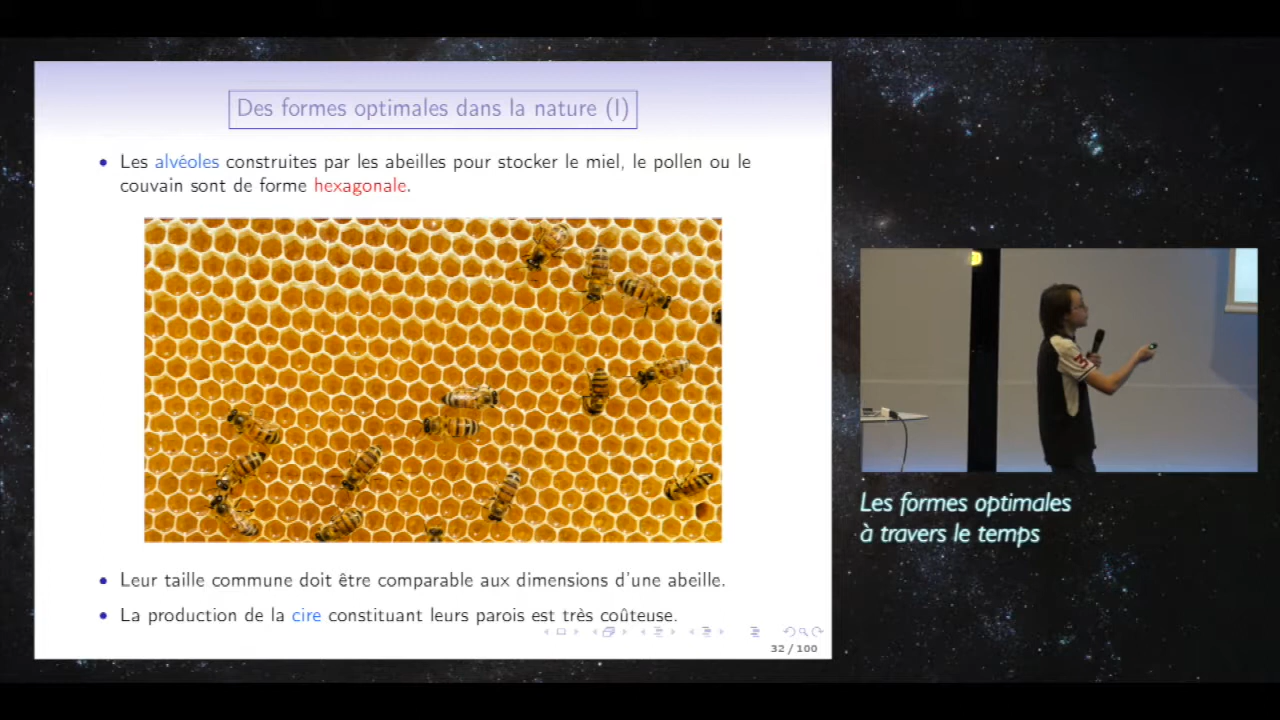 Des formes optimales dans la nature (I)
• Les alvéoles construites par les abeilles pour stocker le miel, le pollen ou le
couvain sont de forme hexagonale.
• Leur taille commune doit être comparable aux dimensions d'une abeille.
• La production de la cire constituant leurs parois est très coûteuse.
32 / 100
Les formes optimales
à travers le temps